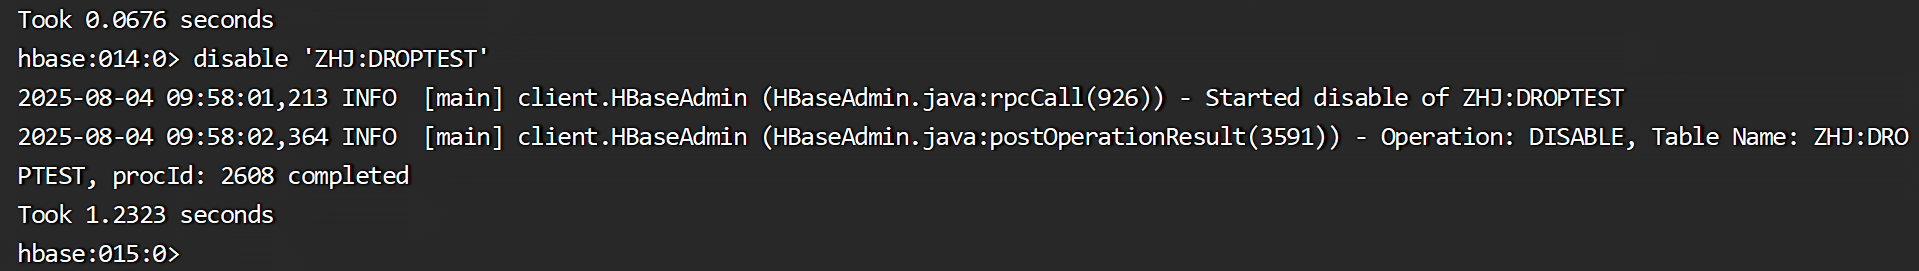 Took 0.0676 seconds
hbase:014:0> disable 'ZHJ:DROPTEST'
2025-08-04 09:58:01,213 INFO  [main] client.HBaseAdmin (HBaseAdmin.java:rpcCall(926)) - Started disable of ZHJ:DROPTEST
2025-08-04 09:58:02,364 INFO  [main] client.HBaseAdmin (HBaseAdmin.java:postOperationResult(3591)) - Operation: DISABLE, Table Name: ZHJ:DRO
PTEST, procId: 2608 completed
Took 1.2323 seconds
hbase:015:0>